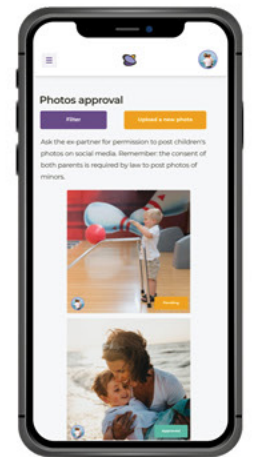 Photos approval
Filter
Upload a new photo
Ask the ex-partner for permission to post children's
photos on social media. Remember: the consent of
both parents is required by law to post photos of
minors.
Pending
Approved